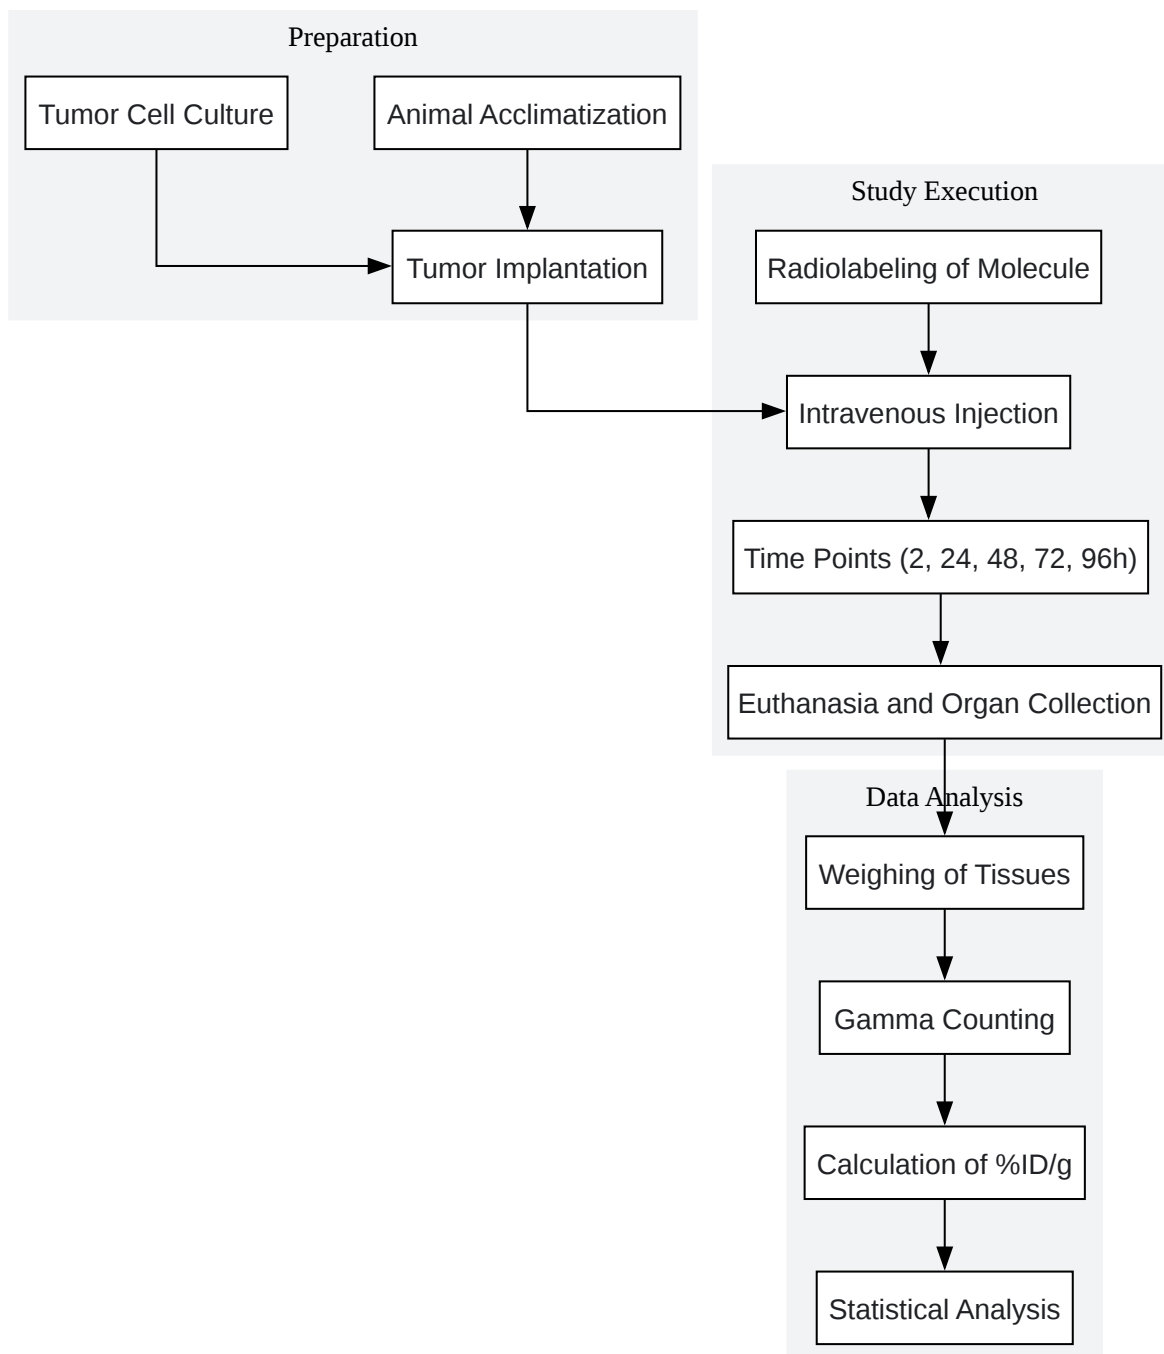 Preparation
Tumor Cell Culture
Animal Acclimatization
Tumor Implantation
Study Execution
Radiolabeling of Molecule
Intravenous Injection
Time Points (2, 24, 48, 72, 96h)
Euthanasia and Organ Collection
Data Analysis
Weighing of Tissues
Gamma Counting
Calculation of %ID/g
Statistical Analysis